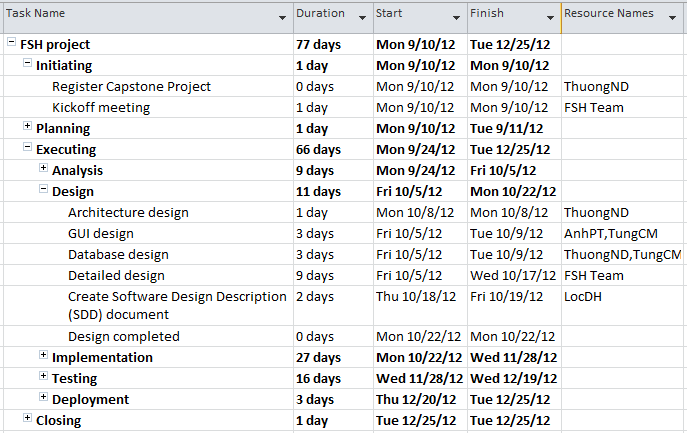 Task Name Duration Start Finish Resource Names
FSH project 77 days Mon 9/10/12 Tue 12/25/12
Initiating 1 day Mon 9/10/12 Mon 9/10/12
Register Capstone Project 0 days Mon 9/10/12 Mon 9/10/12 ThuongND
Kickoff meeting 1 day Mon 9/10/12 Mon 9/10/12 FSH Team
Planning 1 day Mon 9/10/12 Tue 9/11/12
Executing 66 days Mon 9/24/12 Tue 12/25/12
Analysis 9 days Mon 9/24/12 Fri 10/5/12
Design 11 days Fri 10/5/12 Mon 10/22/12
Architecture design 1 day Mon 10/8/12 Mon 10/8/12 ThuongND
GUI design 3 days Fri 10/5/12 Tue 10/9/12 AnhPT,TungCM
Database design 3 days Fri 10/5/12 Tue 10/9/12 ThuongND,TungCM
Detailed design 9 days Fri 10/5/12 Wed 10/17/12 FSH Team
Create Software Design Description 2 days Thu 10/18/12 Fri 10/19/12 LocDH
(SDD) document
Design completed 0 days Mon 10/22/12 Mon 10/22/12
Implementation 27 days Mon 10/22/12 Wed 11/28/12
Testing 16 days Wed 11/28/12 Wed 12/19/12
Deployment 3 days Thu 12/20/12 Tue 12/25/12
Closing 1 day Tue 12/25/12 Tue 12/25/12